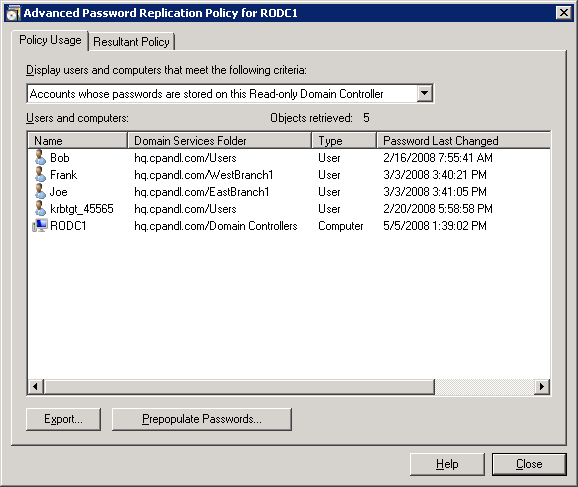 Advanced Password Replication Policy for RODC1
Policy Usage Resultant Policy
Display users and computers that meet the following criteria:
Accounts whose passwords are stored on this Read-only Domain Controller
Users and computers: Objects retrieved: 5
Name Domain Services Folder Type Password Last Changed
Bob hq.cpandl.com/Users User 2/16/2008 7:55:41 AM
Frank hq.cpandl.com/WestBranch1 User 3/3/2008 3:40:21 PM
Joe hq.cpandl.com/EastBranch1 User 3/3/2008 3:41:05 PM
krbtgt_45565 hq.cpandl.com/Users User 2/20/2008 5:58:58 PM
RODC1 hq.cpandl.com/Domain Controllers Computer 5/5/2008 1:39:02 PM
Export... Prepopulate Passwords...
Help Close